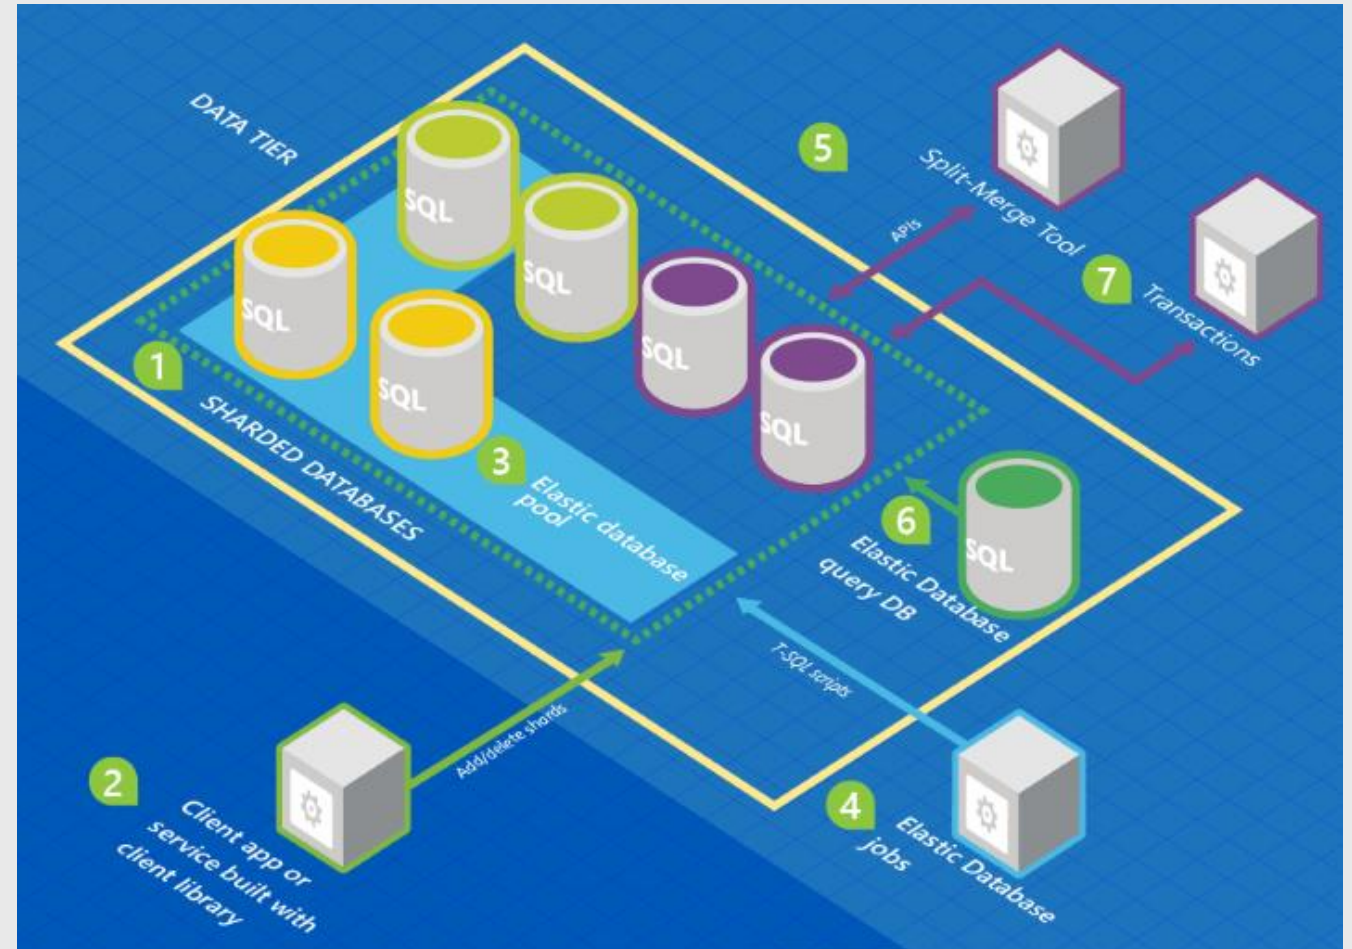 DATA TIER
SQL
SQL
SQL
SQL
SQL
SQL
1
SHARDED DATABASES
3
Elastic database
pool
5
Split-Merge Tool
APIs
7
Transactions
6
Elastic Database
query DB
SQL
T-SQL scripts
Add/delete shards
2
Client app or
service built with
client library
4
Elastic Database
jobs